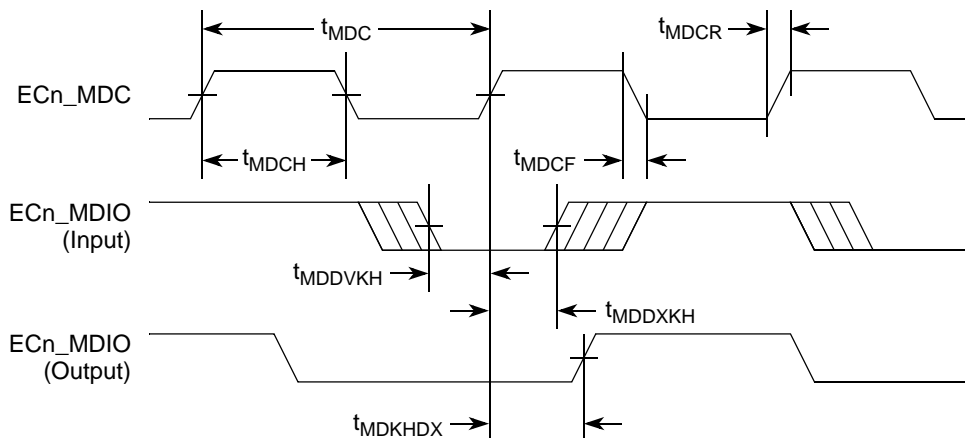 tMDC
tMDCR
ECn_MDC
tMDCH
tMDCF
ECn_MDIO
(Input)
tMDDVKH
tMDDXKH
ECn_MDIO
(Output)
tMDKHDX